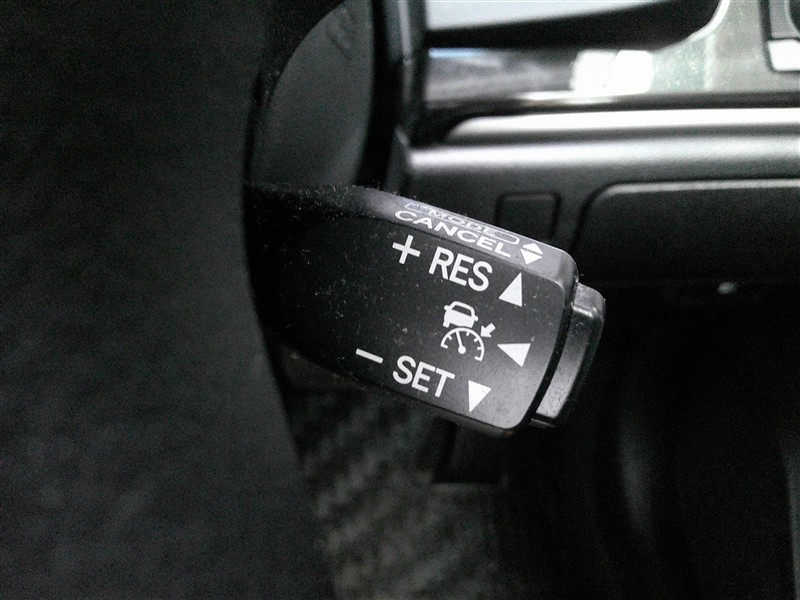 MODE
CANCEL
+ RES
- SET